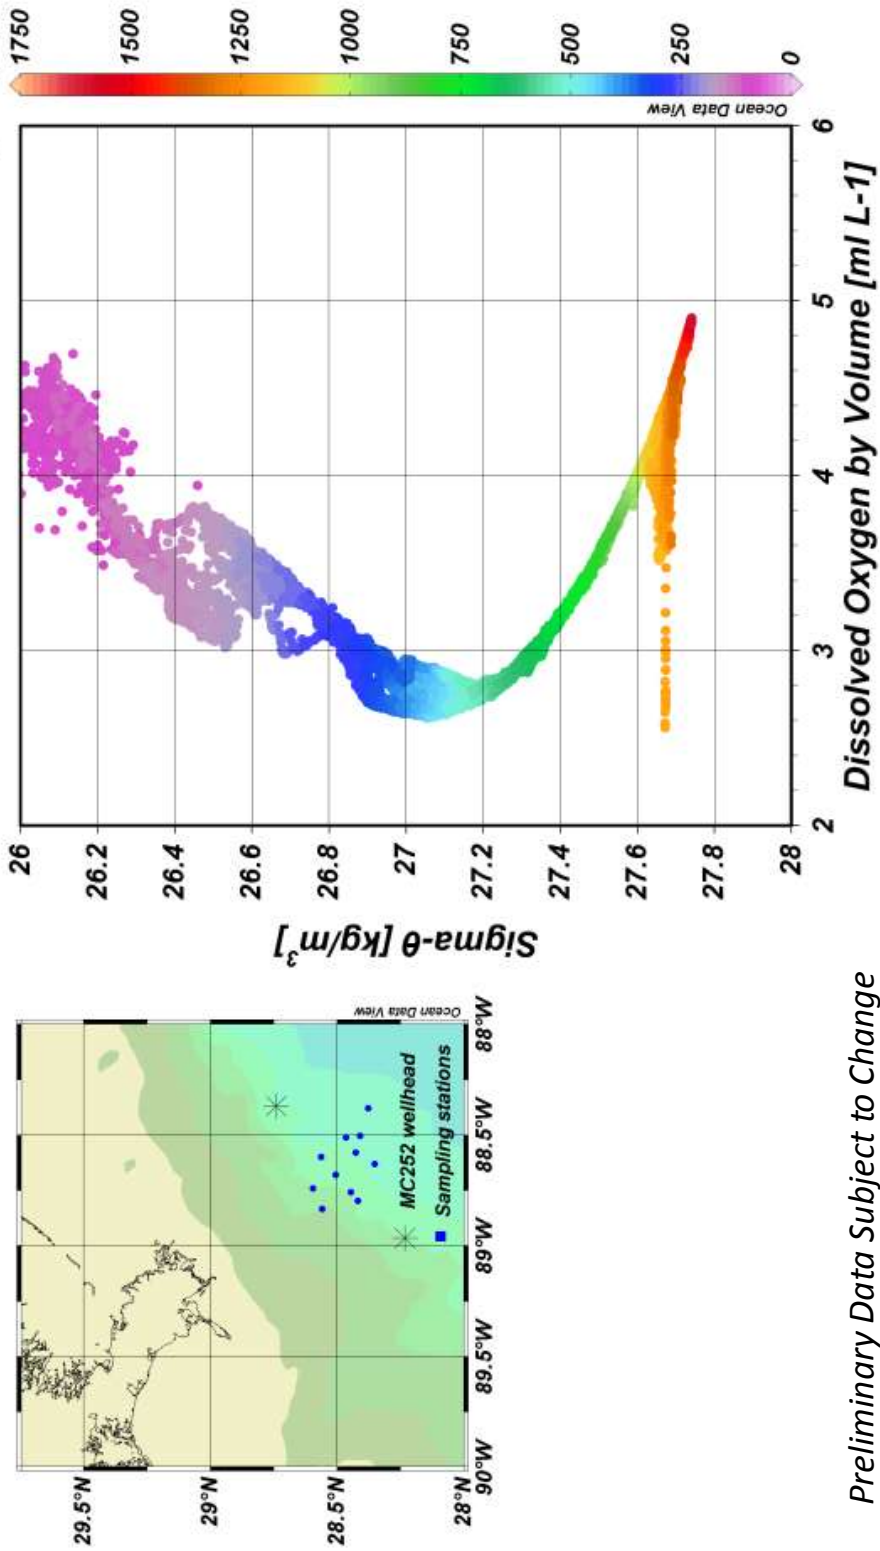 29.5°N
29°N
28.5°N
28°N
90°W
89.5°W
89°W
88.5°W
88°W
MC252 wellhead
Sampling stations
Ocean Data View
Sigma-θ [kg/m³]
26
26.2
26.4
26.6
26.8
27
27.2
27.4
27.6
27.8
28
2
3
4
5
6
Dissolved Oxygen by Volume [ml L-1]
Ocean Data View
1750
1500
1250
1000
750
500
250
0
Preliminary Data Subject to Change